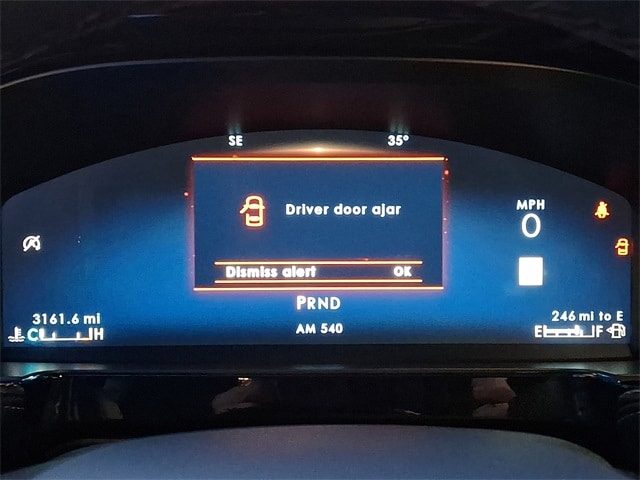 SE 35°
Driver door ajar
MPH
0
Dismiss alert OK
PRND
3161.6 mi
246 mi to E
AM 540
C H
E F